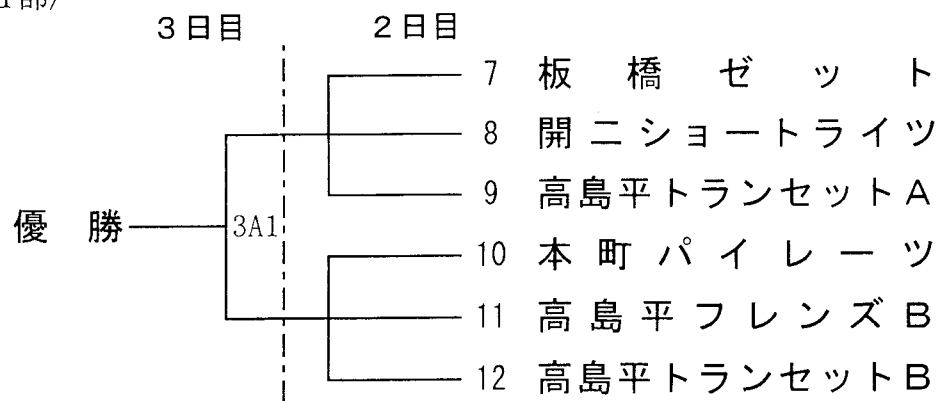 3日目 2日目
7 板橋ゼット
8 開二ショートライツ
9 高島平トランセットA
優勝 3A1
10 本町パイレーツ
11 高島平フレンズB
12 高島平トランセットB